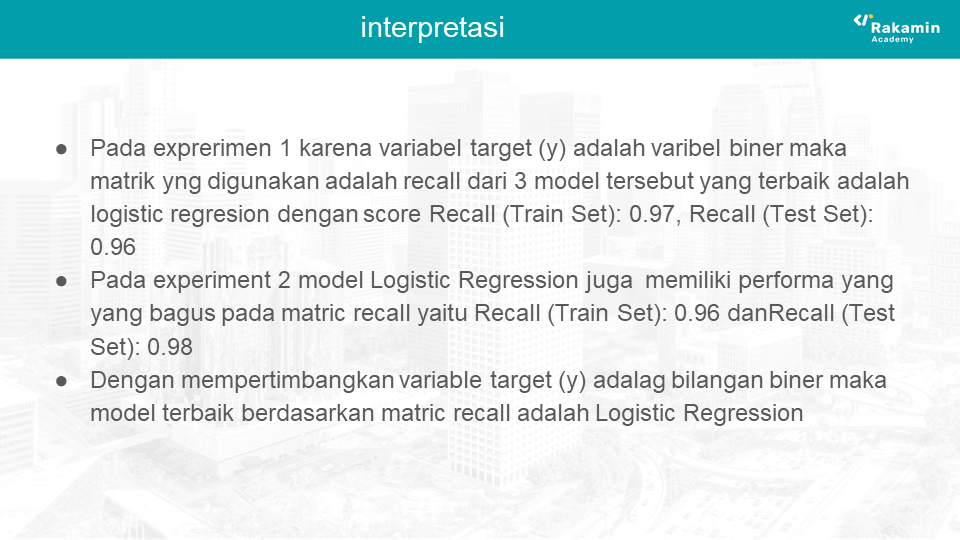 interpretasi
Rakamin
Academy
● Pada exprerimen 1 karena variabel target (y) adalah varibel biner maka
matrik yng digunakan adalah recall dari 3 model tersebut yang terbaik adalah
logistic regresion dengan score Recall (Train Set): 0.97, Recall (Test Set):
0.96
● Pada experiment 2 model Logistic Regression juga  memiliki performa yang
yang bagus pada matric recall yaitu Recall (Train Set): 0.96 danRecall (Test
Set): 0.98
● Dengan mempertimbangkan variable target (y) adalag bilangan biner maka
model terbaik berdasarkan matric recall adalah Logistic Regression